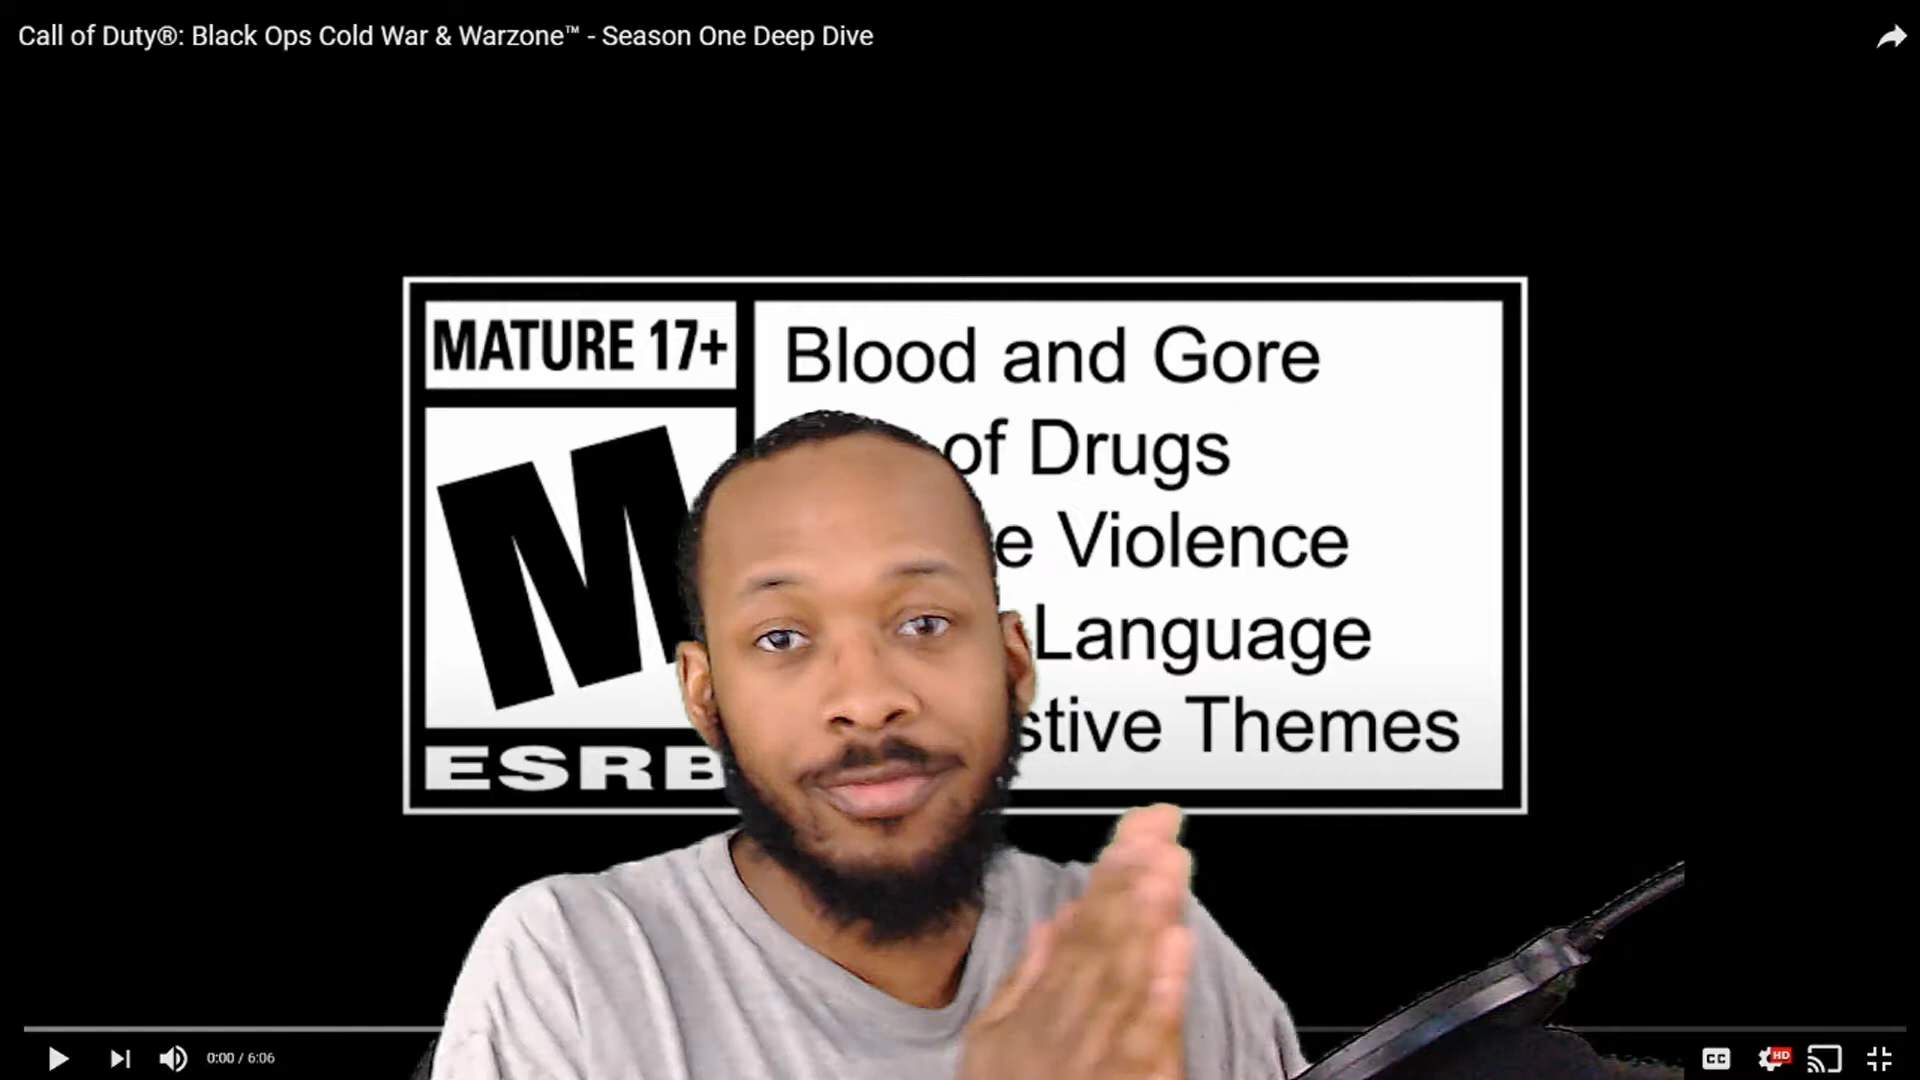 Call of Duty®: Black Ops Cold War & Warzone™ - Season One Deep Dive
MATURE 17+
Blood and Gore
of Drugs
e Violence
Language
stive Themes
M
ESRB
0:00 / 6:06
CC
HD